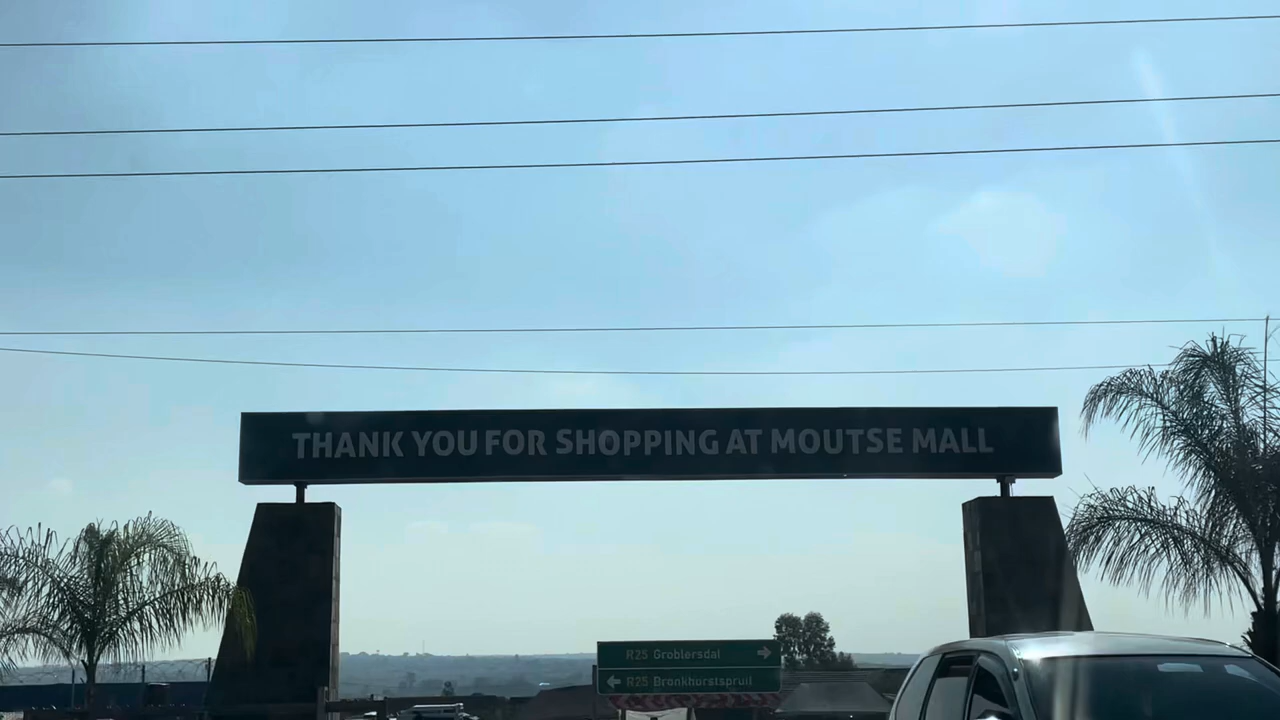 THANK YOU FOR SHOPPING AT MOUTSE MALL
R25 Groblersdal
R25 Bronkhorstspruit